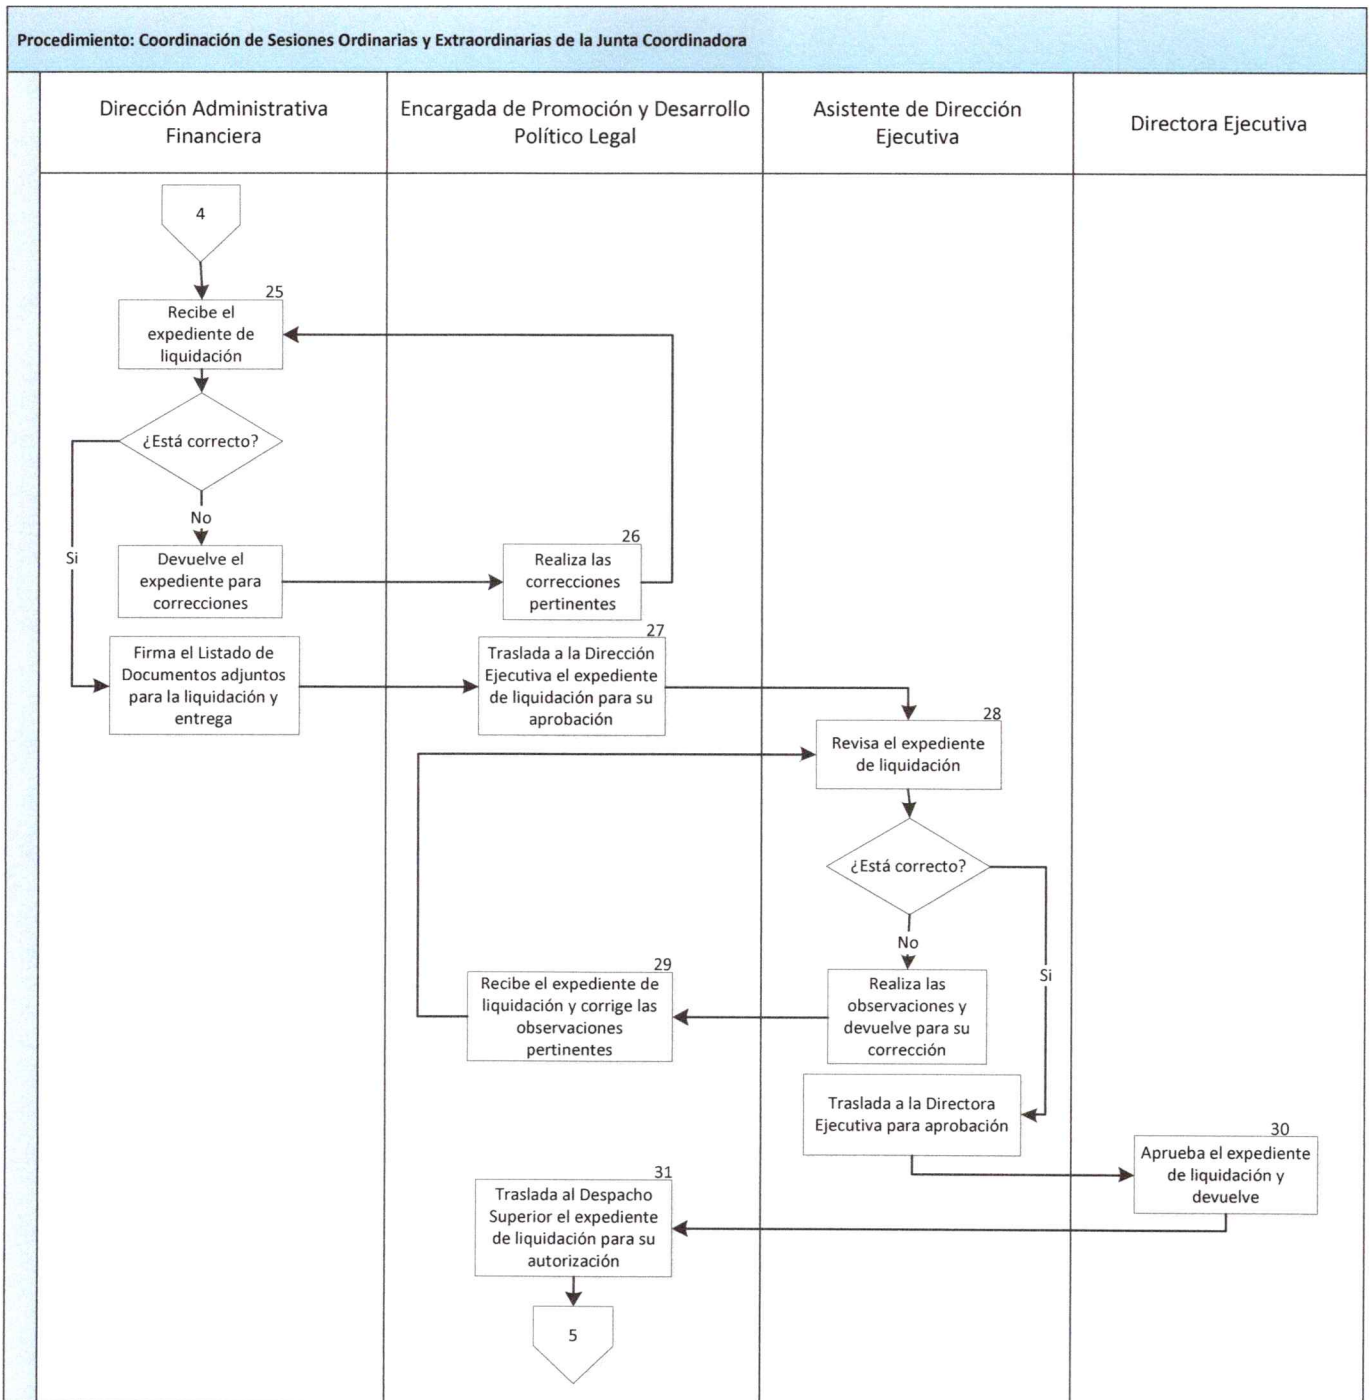 Procedimiento: Coordinación de Sesiones Ordinarias y Extraordinarias de la Junta Coordinadora
Dirección Administrativa
Financiera
Encargada de Promoción y Desarrollo
Político Legal
Asistente de Dirección
Ejecutiva
Directora Ejecutiva
4
25
Recibe el
expediente de
liquidación
¿Está correcto?
No
Si
Devuelve el
expediente para
correcciones
26
Realiza las
correcciones
pertinentes
Firma el Listado de
Documentos adjuntos
para la liquidación y
entrega
27
Traslada a la Dirección
Ejecutiva el expediente
de liquidación para su
aprobación
28
Revisa el expediente
de liquidación
¿Está correcto?
No
Si
Realiza las
observaciones y
devuelve para su
corrección
29
Recibe el expediente de
liquidación y corrige las
observaciones
pertinentes
Traslada a la Directora
Ejecutiva para aprobación
30
Aprueba el expediente
de liquidación y
devuelve
31
Traslada al Despacho
Superior el expediente
de liquidación para su
autorización
5